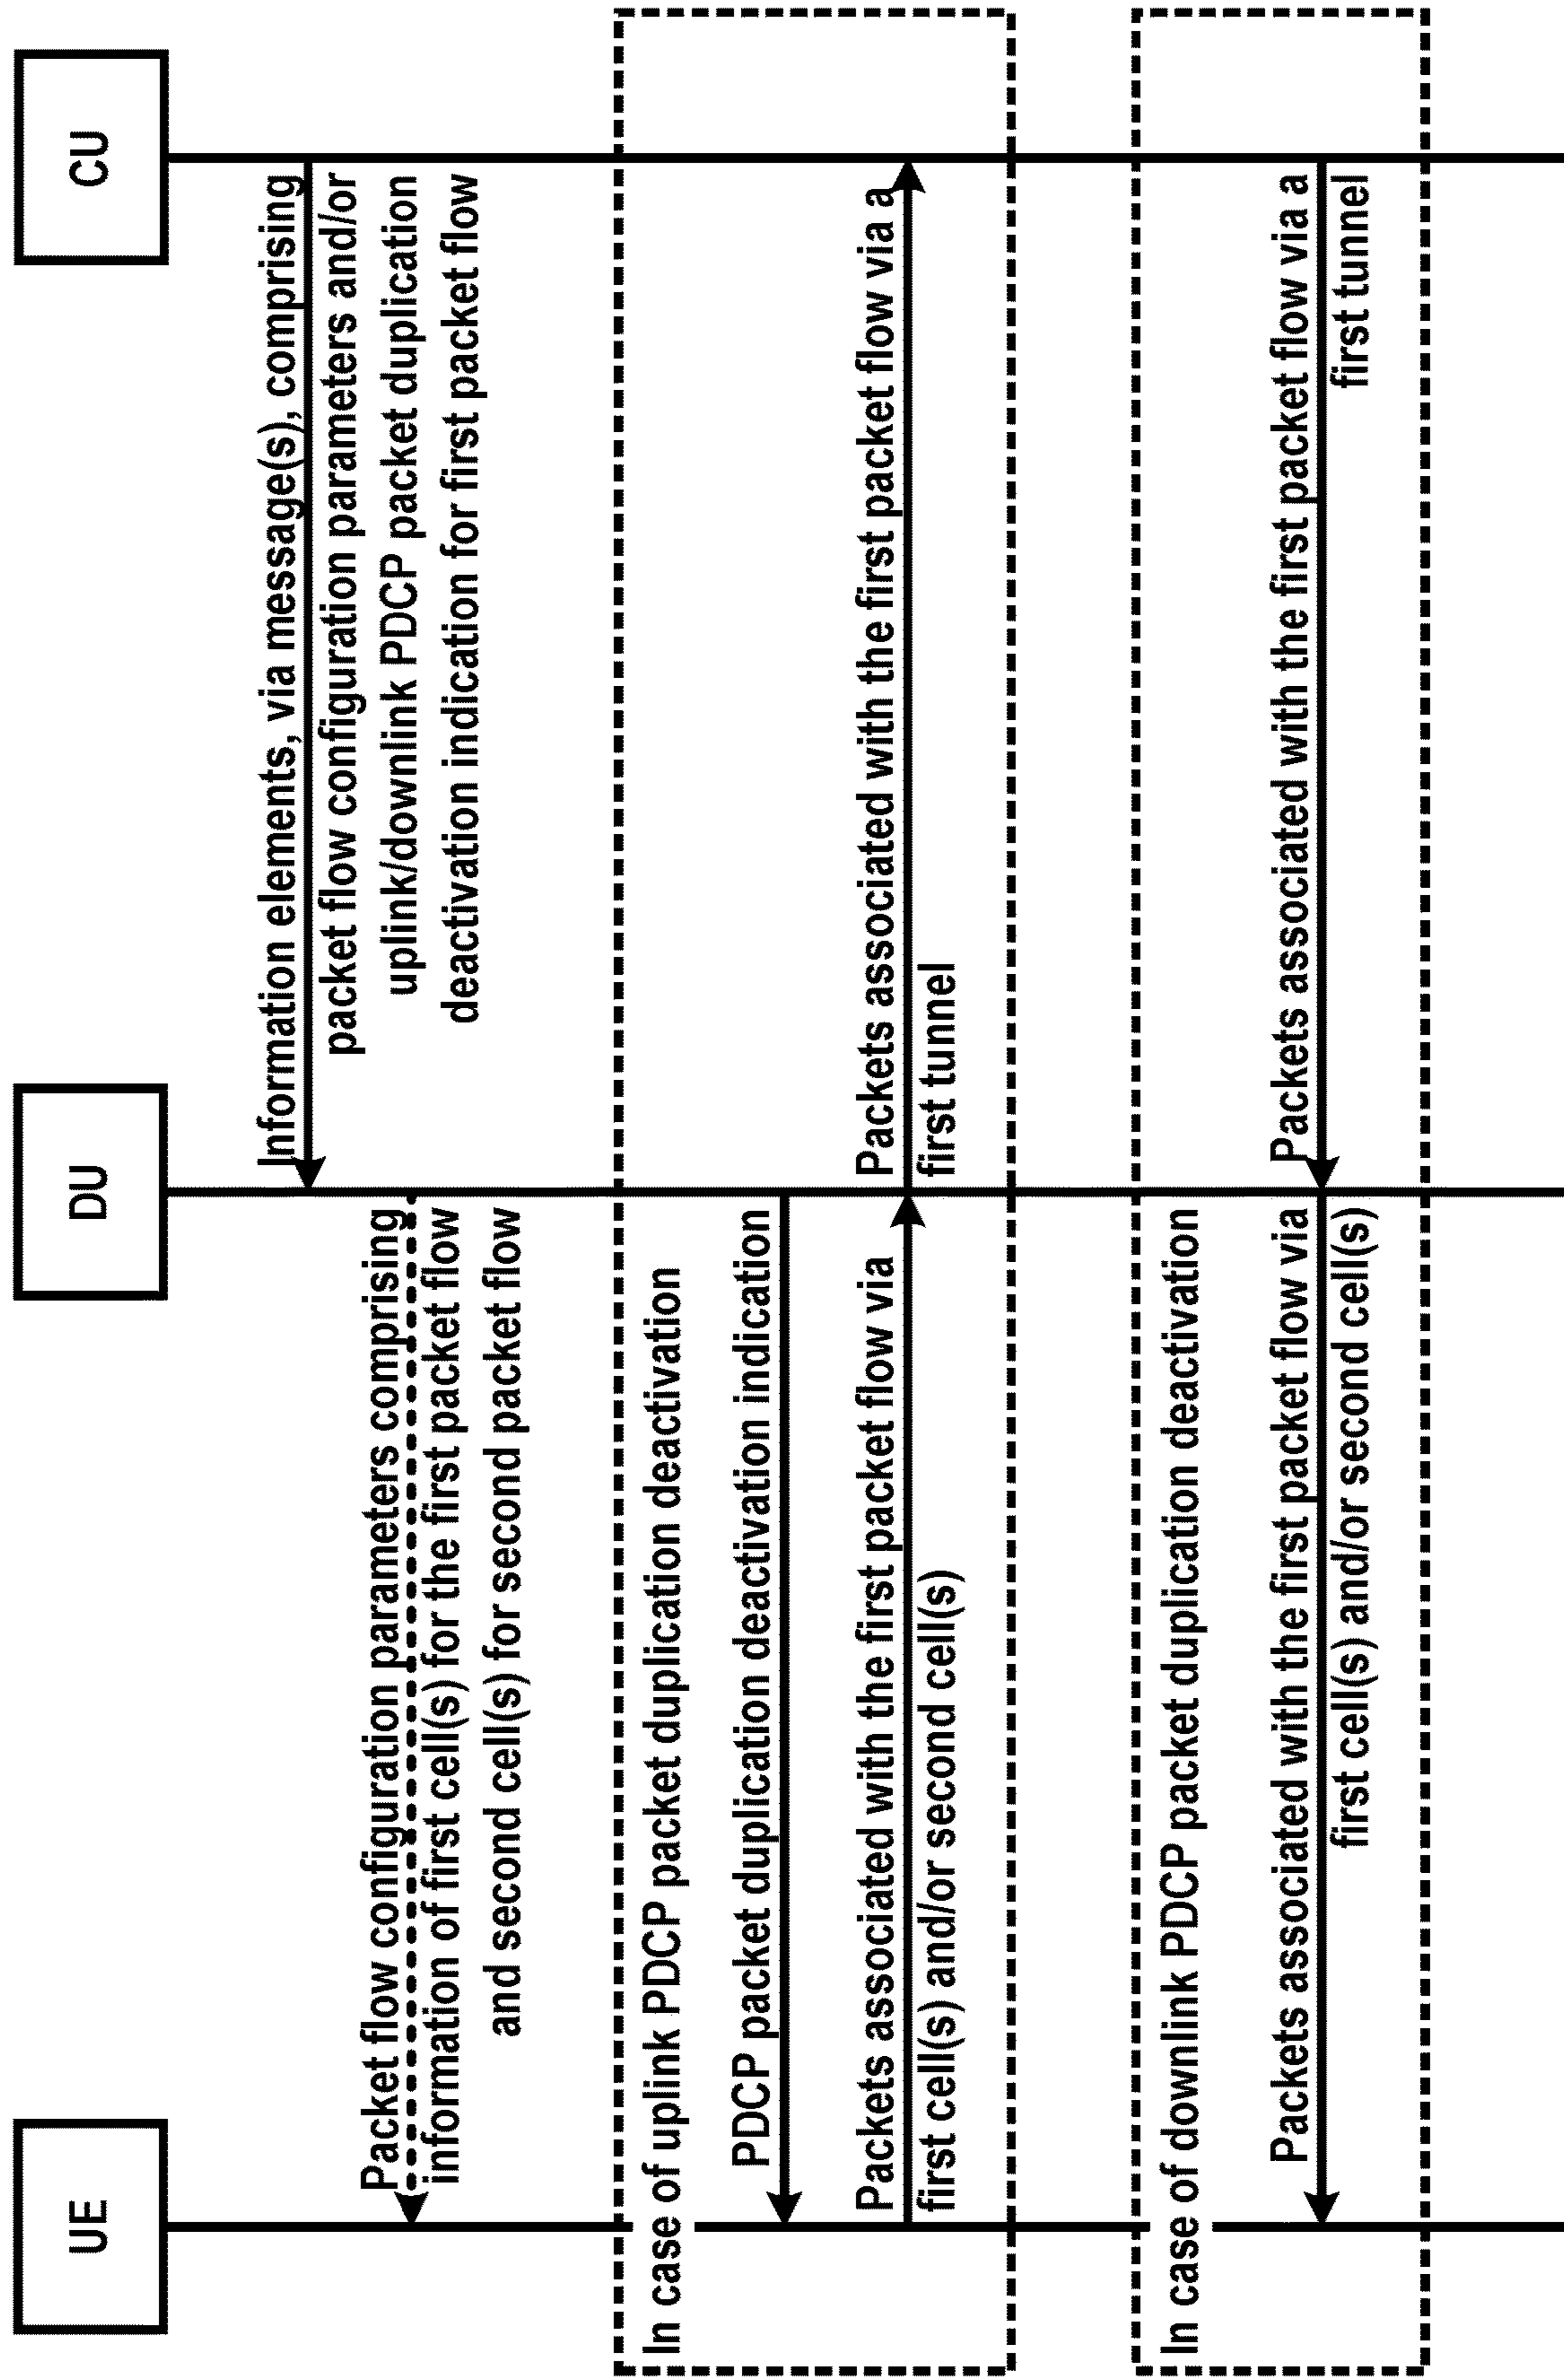 UE
DU
CU
Information elements, via message(s), comprising
packet flow configuration parameters and/or
uplink/downlink PDCP packet duplication
deactivation indication for first packet flow
Packet flow configuration parameters comprising
information of first cell(s) for the first packet flow
and second cell(s) for second packet flow
In case of uplink PDCP packet duplication deactivation
PDCP packet duplication deactivation indication
Packets associated with the first packet flow via
first cell(s) and/or second cell(s)
Packets associated with the first packet flow via a
first tunnel
In case of downlink PDCP packet duplication deactivation
Packets associated with the first packet flow via
first cell(s) and/or second cell(s)
Packets associated with the first packet flow via a
first tunnel